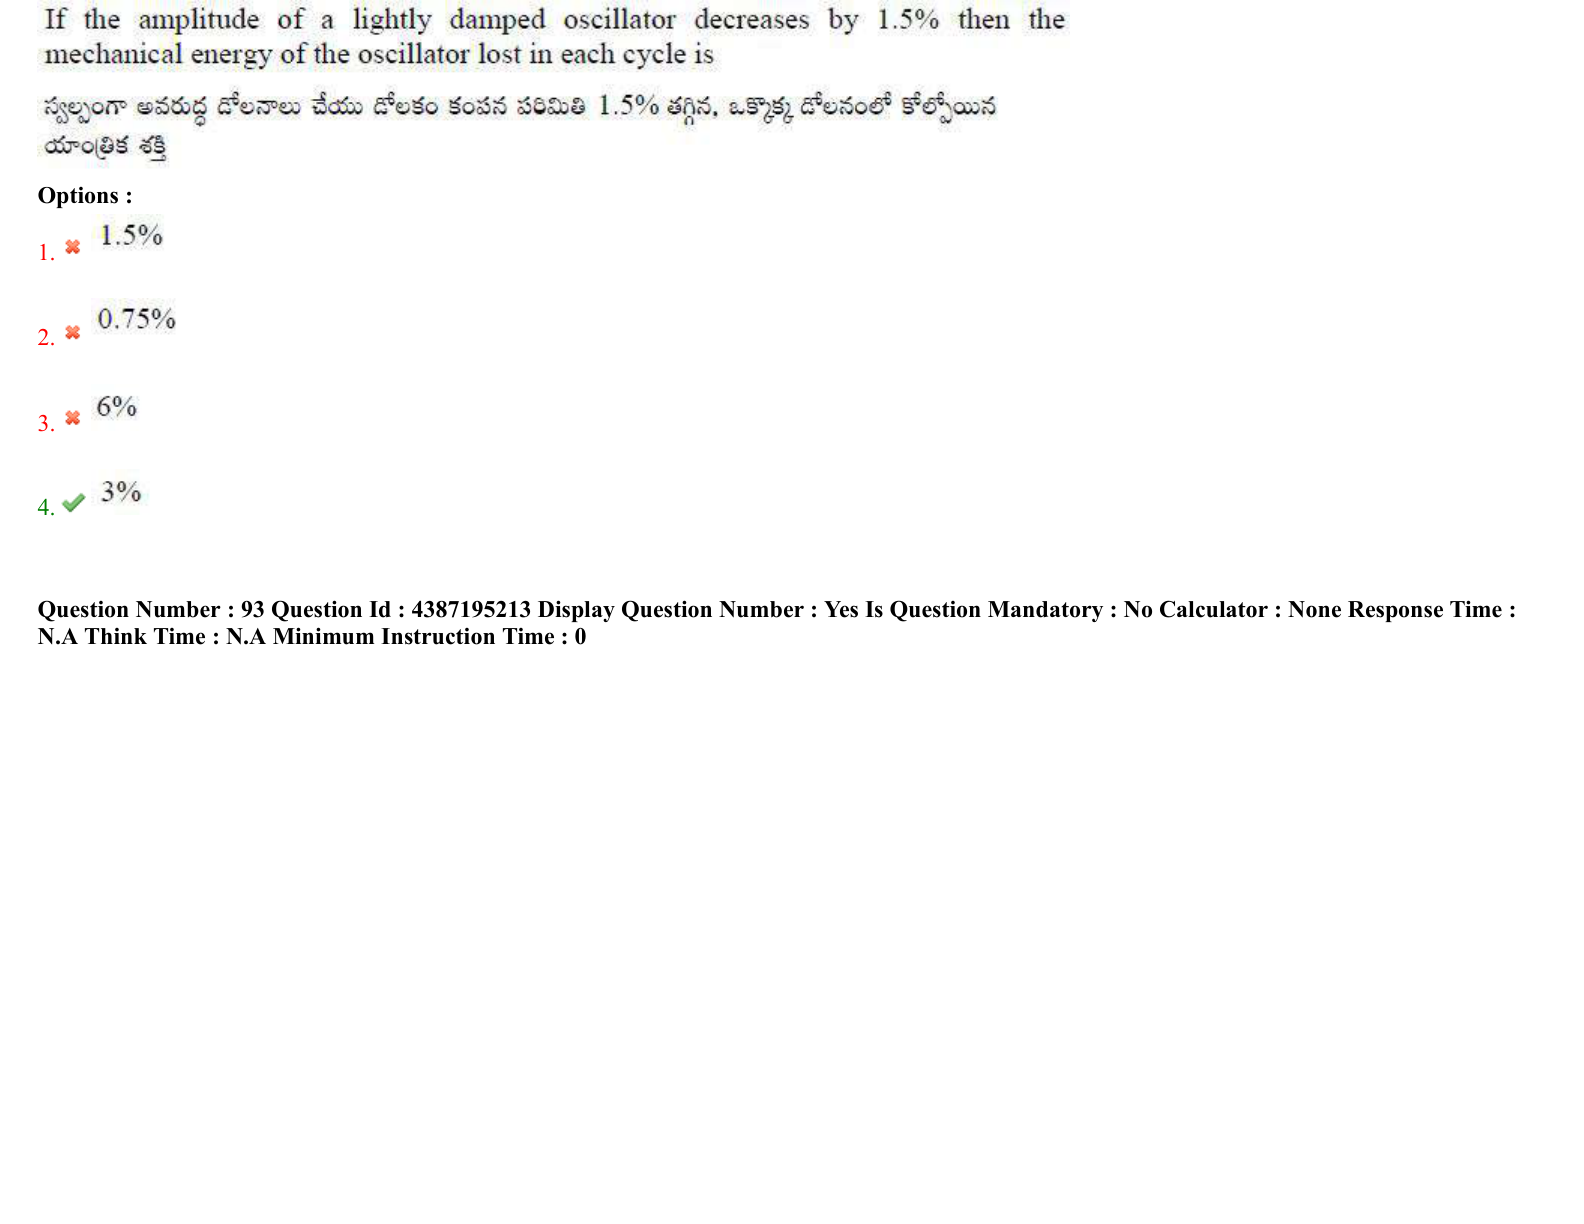 If the amplitude of a lightly damped oscillator decreases by 1.5% then the
mechanical energy of the oscillator lost in each cycle is
స్వల్పంగా అవరుద్ధ డోలనాలు చేయు డోలకం కంపన పరిమితి 1.5% తగ్గిన, ఒక్కొక్క డోలనంలో కోల్పోయిన
యాంత్రిక శక్తి
Options :
1. 1.5%
2. 0.75%
3. 6%
4. 3%
Question Number : 93 Question Id : 4387195213 Display Question Number : Yes Is Question Mandatory : No Calculator : None Response Time :
N.A Think Time : N.A Minimum Instruction Time : 0